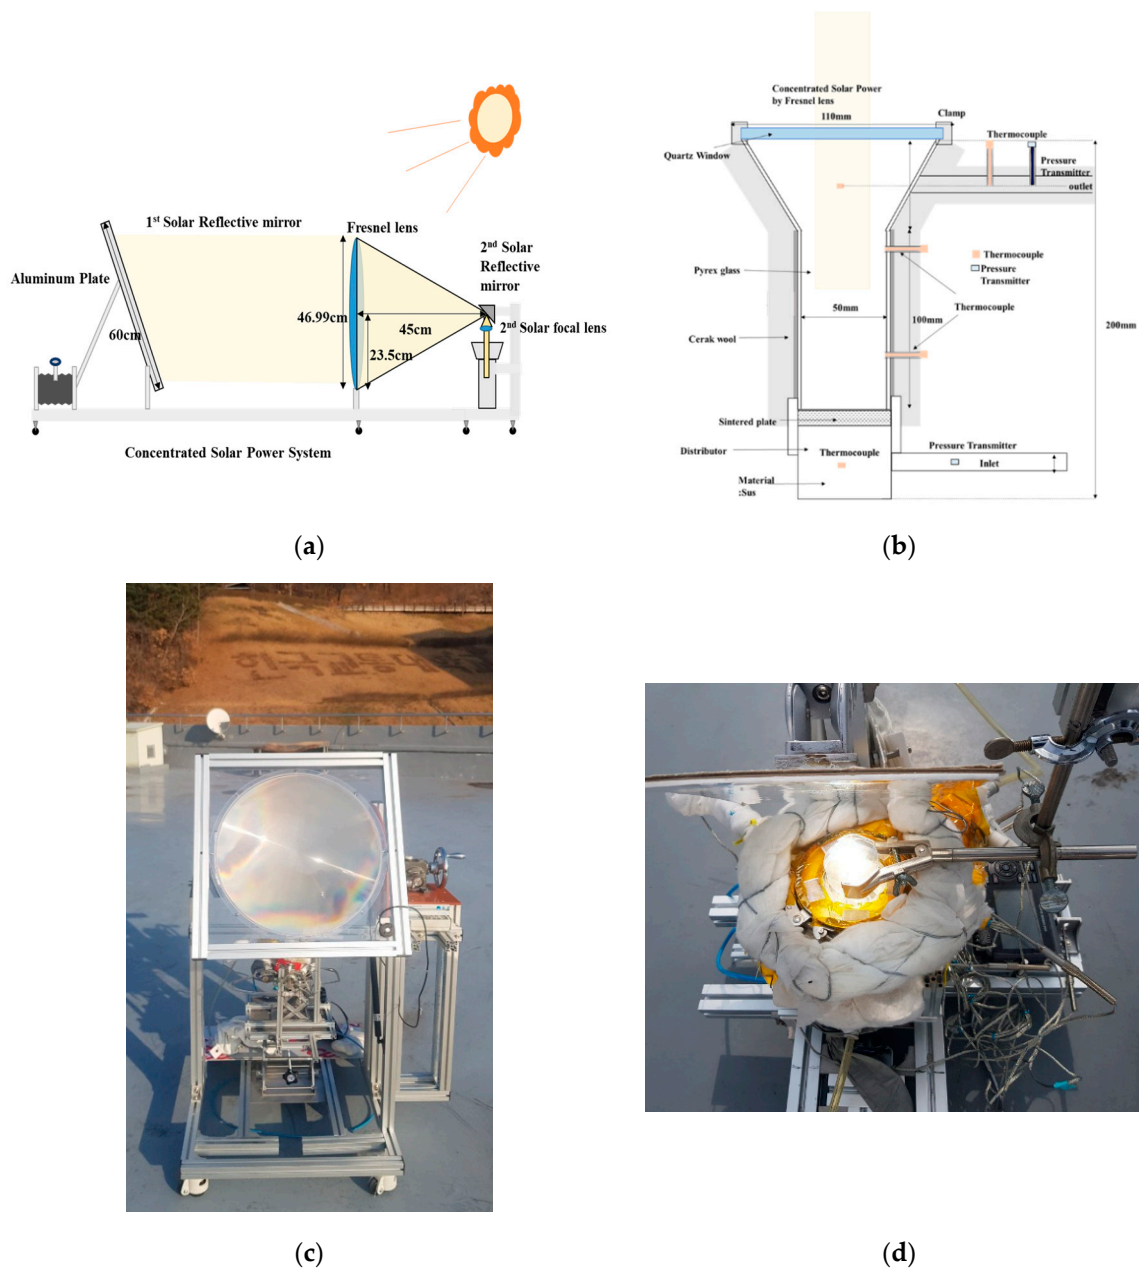 1st Solar Reflective mirror
Fresnel lens
2nd Solar
Reflective
mirror
Aluminum Plate
60cm
46.99cm
45cm
23.5cm
2nd Solar focal lens
Concentrated Solar Power System
(a)
Concentrated Solar Power
by Fresnel lens
110mm
Clamp
Thermocouple
Quartz Window
Pressure
Transmitter
outlet
Pyrex glass
Thermocouple
Pressure
Transmitter
Thermocouple
50mm
100mm
200mm
Cerak wool
Sintered plate
Distributor
Thermocouple
Pressure Transmitter
Inlet
Material
:Sus
(b)
(c)
(d)